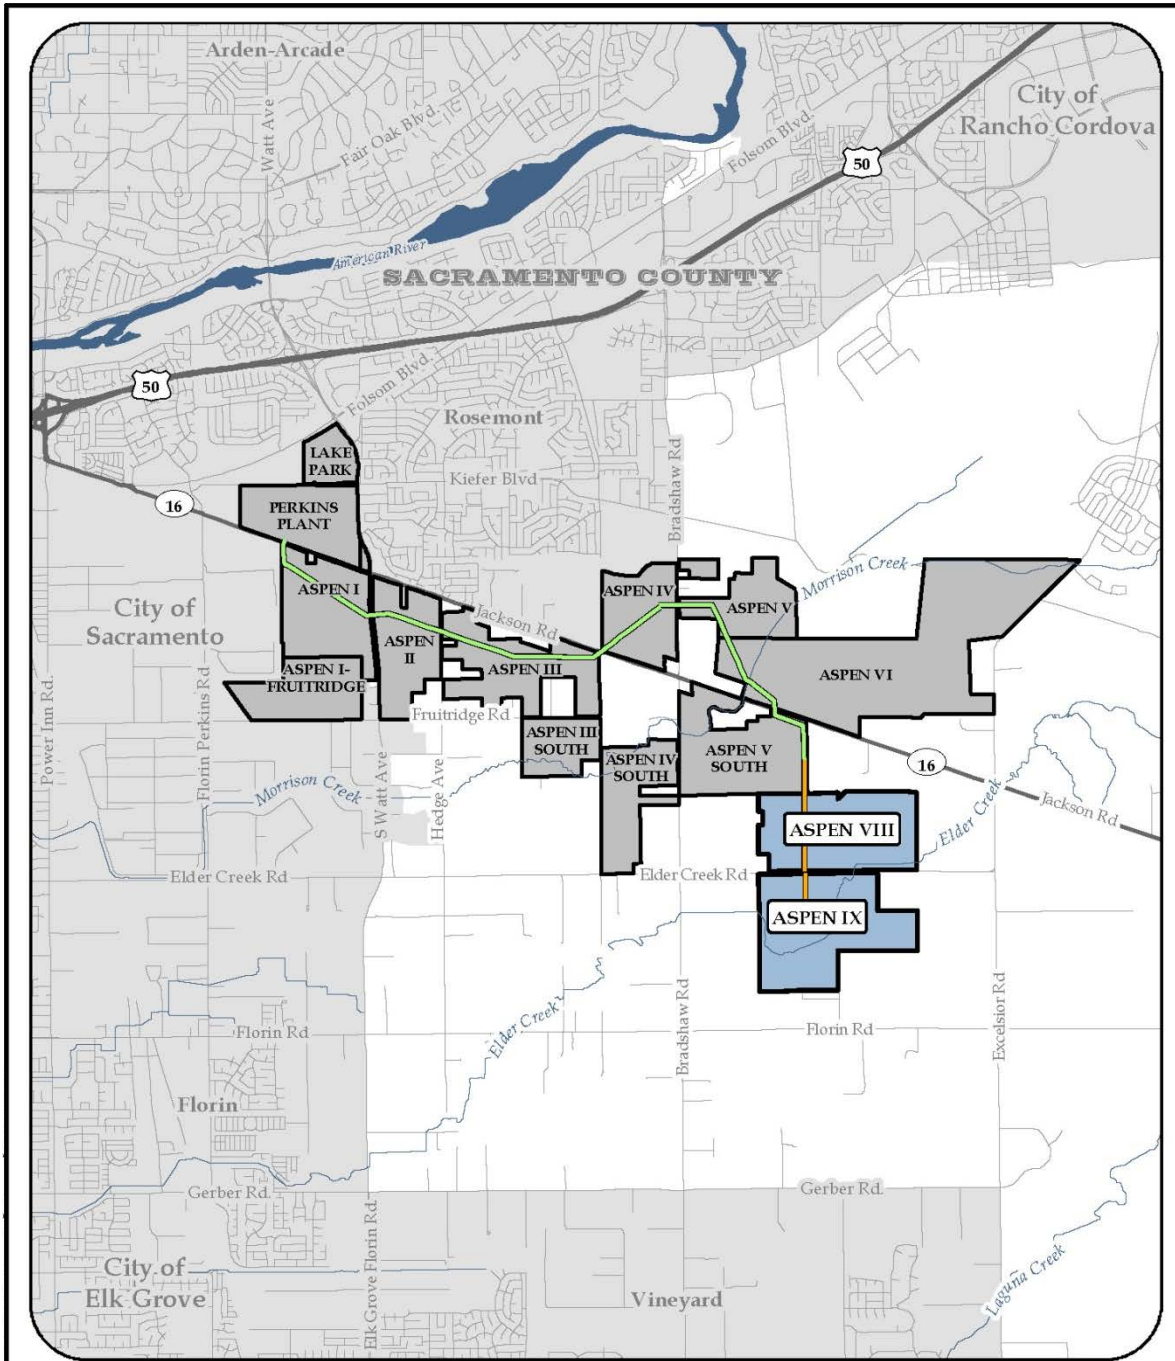 Arden-Arcade
City of
Rancho Cordova
Watt Ave
Fair Oak Blvd.
Folsom Blvd.
50
American River
SACRAMENTO COUNTY
50
Folsom Blvd.
Rosemont
LAKE
PARK
Kiefer Blvd
Bradshaw Rd
16
PERKINS
PLANT
Morrison Creek
ASPEN I
ASPEN IV
ASPEN V
City of
Sacramento
Jackson Rd
ASPEN
II
ASPEN III
ASPEN VI
ASPEN I-
FRUITRIDGE
Fruitridge Rd
Power Inn Rd.
Florin Perkins Rd.
ASPEN III
SOUTH
ASPEN IV
SOUTH
ASPEN V
SOUTH
16
Morrison Creek
S Watt Ave
Hedge Ave
Jackson Rd
ASPEN VIII
Elder Creek
Elder Creek Rd
Elder Creek Rd
ASPEN IX
Elder Creek
Bradshaw Rd
Excelsior Rd
Florin Rd
Florin Rd
Florin
Gerber Rd.
Gerber Rd.
City of
Elk Grove
Elk Grove Florin Rd.
Vineyard
Laguna Creek